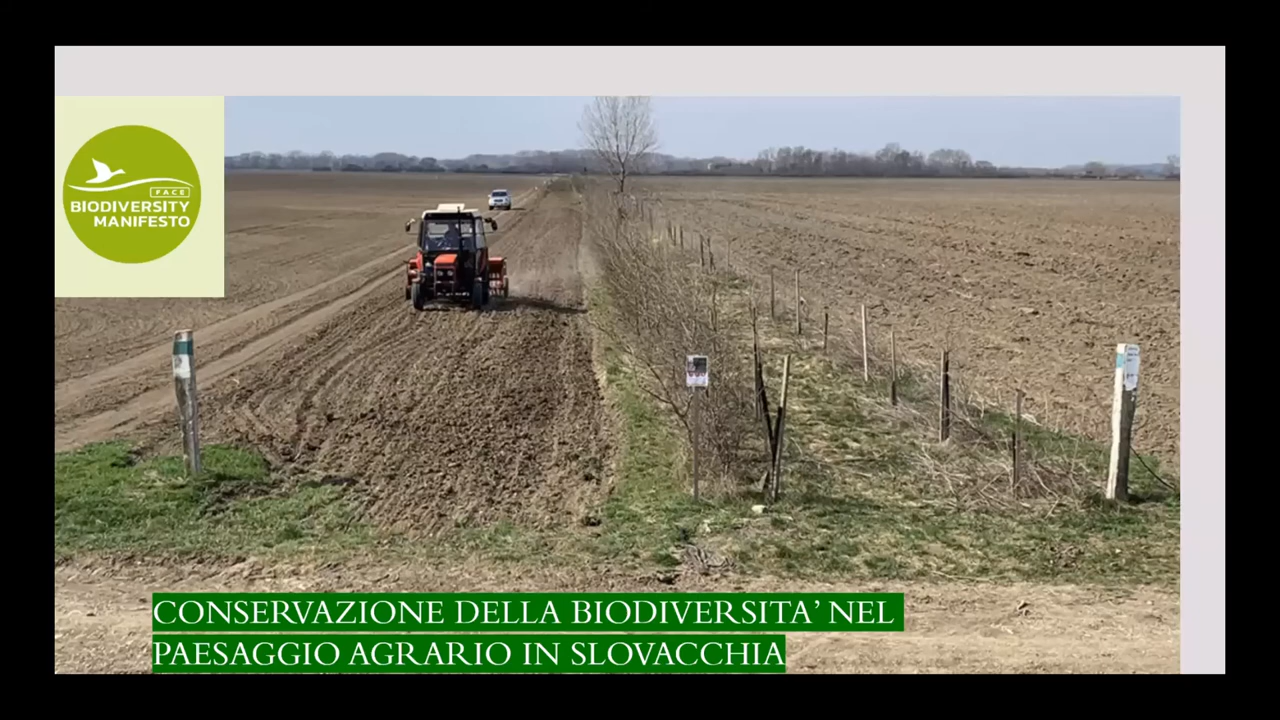 FACE
BIODIVERSITY
MANIFESTO
CONSERVAZIONE DELLA BIODIVERSITA’ NEL
PAESAGGIO AGRARIO IN SLOVACCHIA